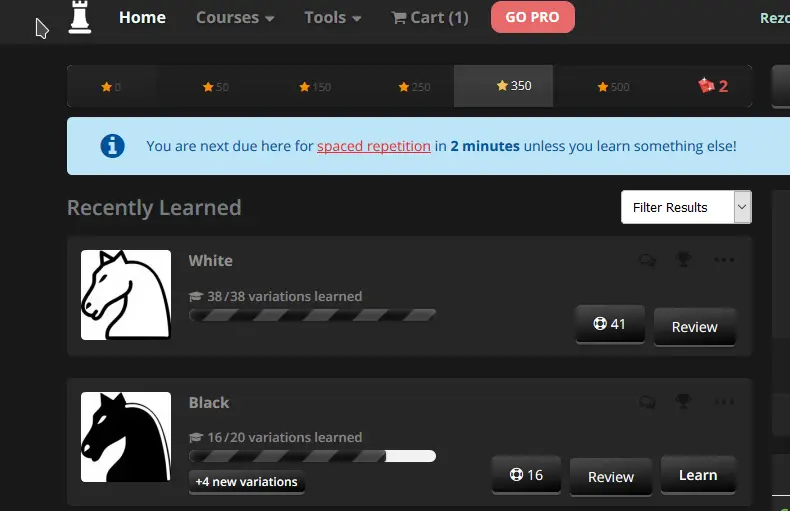 Home Courses Tools Cart (1) GO PRO Rezo
0 50 150 250 350 500 2
You are next due here for spaced repetition in 2 minutes unless you learn something else!
Recently Learned Filter Results
White
38/38 variations learned
41 Review
Black
16/20 variations learned
+4 new variations 16 Review Learn